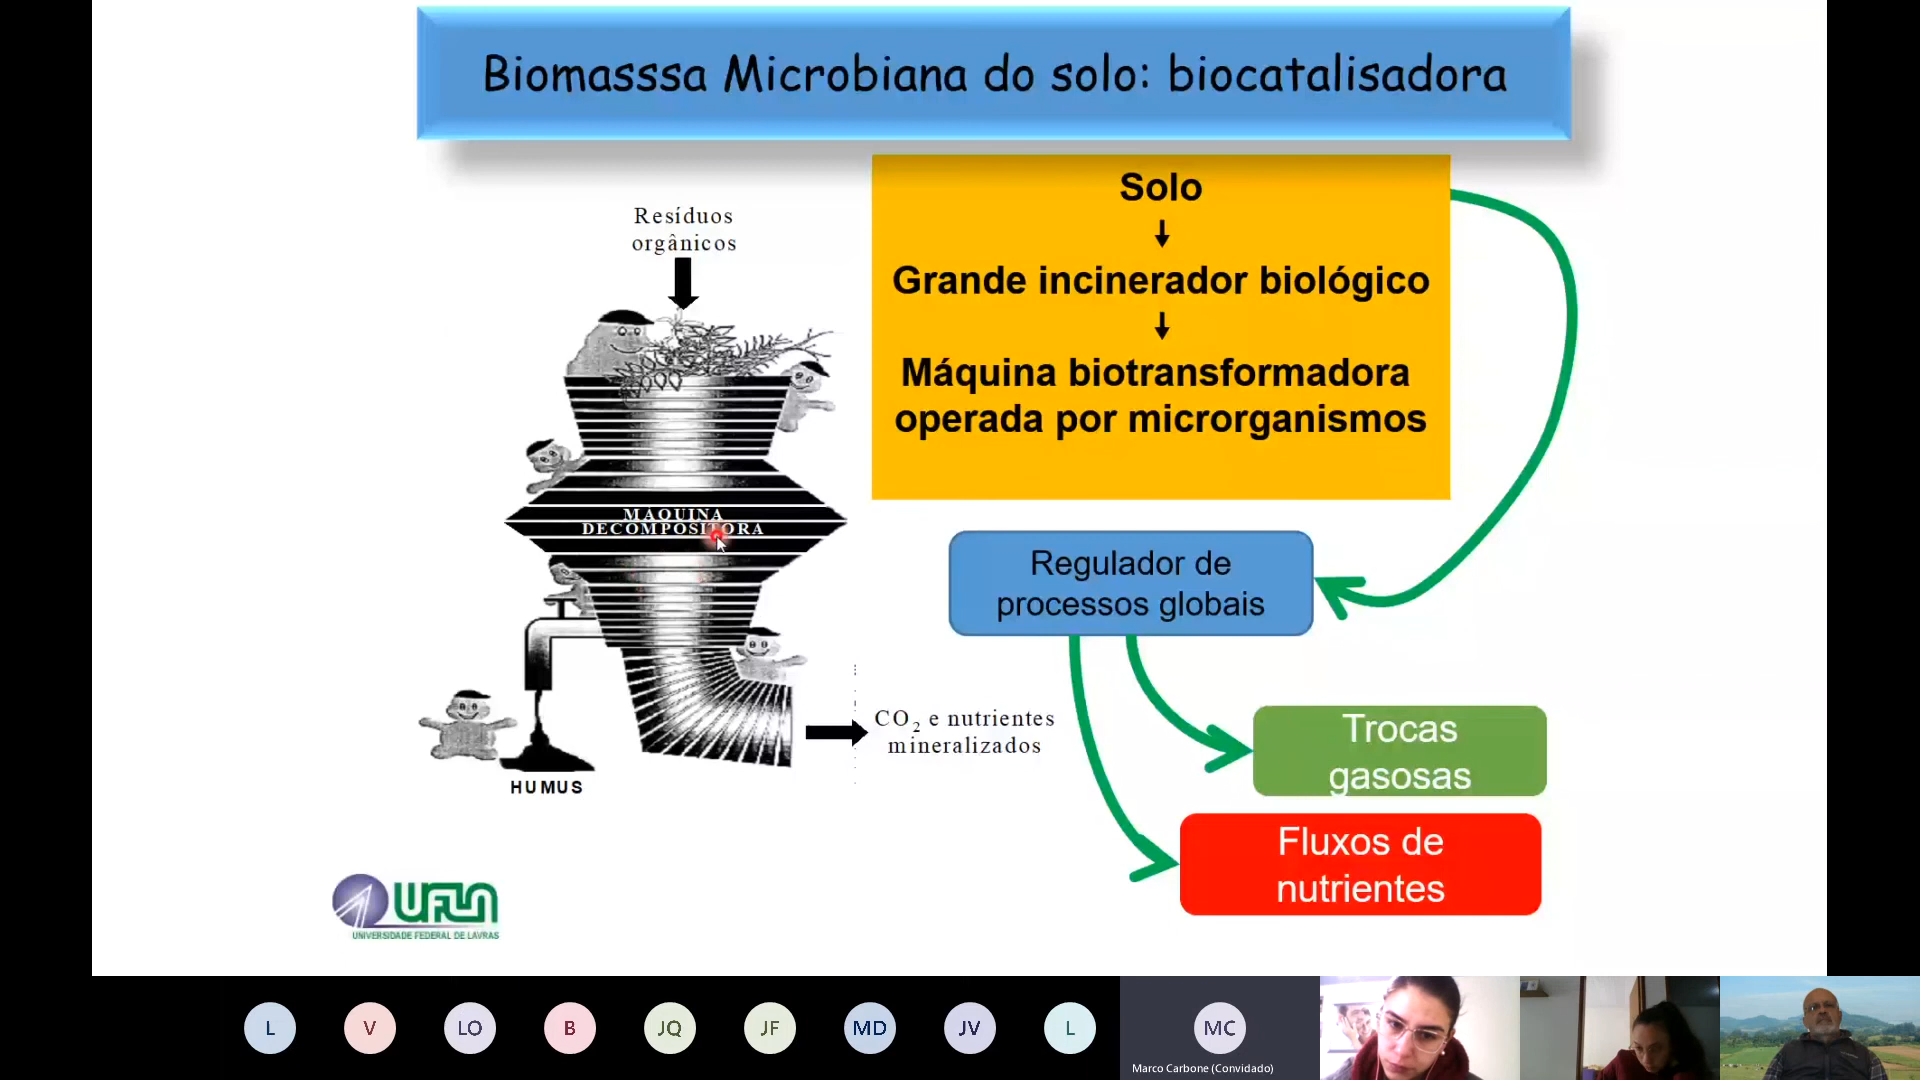 Biomasssa Microbiana do solo: biocatalisadora
Solo
Grande incinerador biológico
Máquina biotransformadora
operada por microrganismos
Resíduos
orgânicos
MAQUINA
DECOMPOSITORA
HUMUS
CO2 e nutrientes
mineralizados
Regulador de
processos globais
Trocas
gasosas
Fluxos de
nutrientes
UFLA
UNIVERSIDADE FEDERAL DE LAVRAS
L
V
LO
B
JQ
JF
MD
JV
L
MC
Marco Carbone (Convidado)